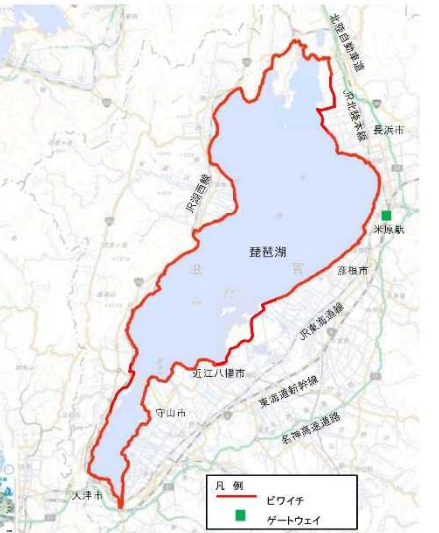 北陸自動車道
JR北陸本線
長浜市
JR湖西線
米原駅
琵琶湖
滋
賀
彦根市
JR東海道線
近江八幡市
東海道新幹線
守山市
名神高速道路
大津市
凡 例
ビワイチ
ゲートウェイ